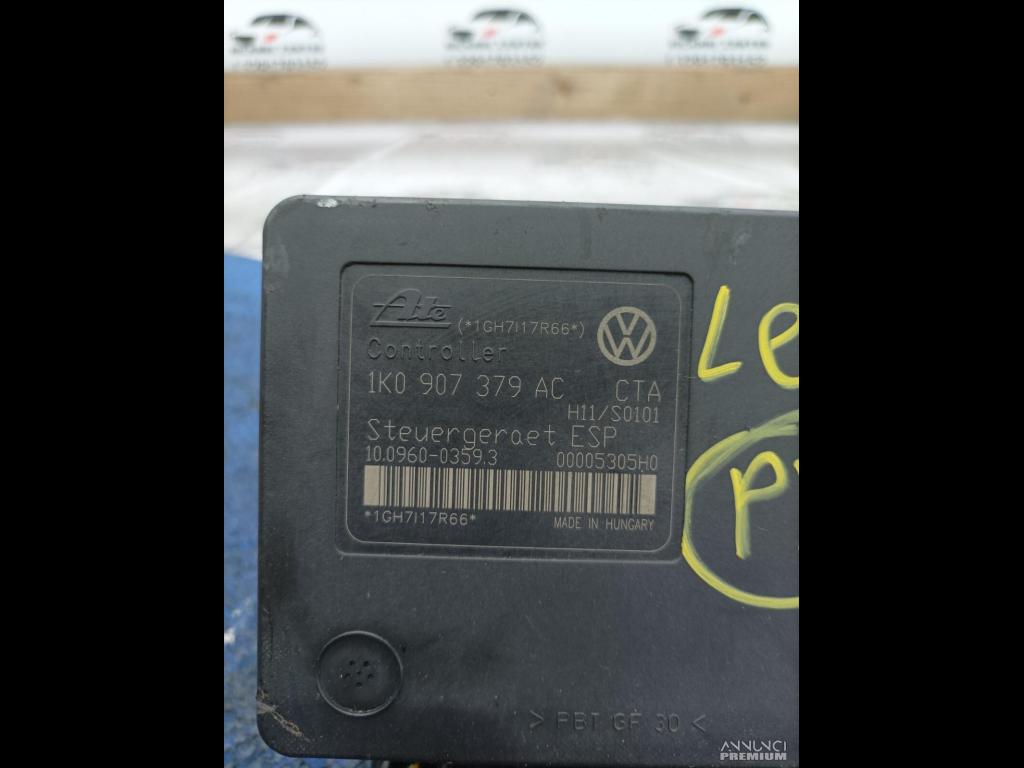 Ate (*1GH7I17R66*)
Controller
1K0 907 379 AC CTA
H11/S0101
Steuergeraet ESP
10.0960-0359.3 00005305H0
*1GH7I17R66* MADE IN HUNGARY
Le
P
> PBT GF 30 <
ANNUNCI
PREMIUM